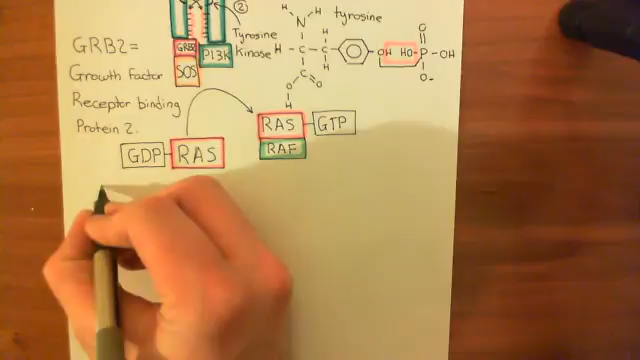 ②
H H tyrosine
N H
GRB2= GRB2 PI3K Tyrosine Kinase
H C C OH HO P OH
O
H
C O
O-
O
H
Growth Factor SOS
Receptor binding
Protein 2.
GDP RAS RAS GTP
RAF